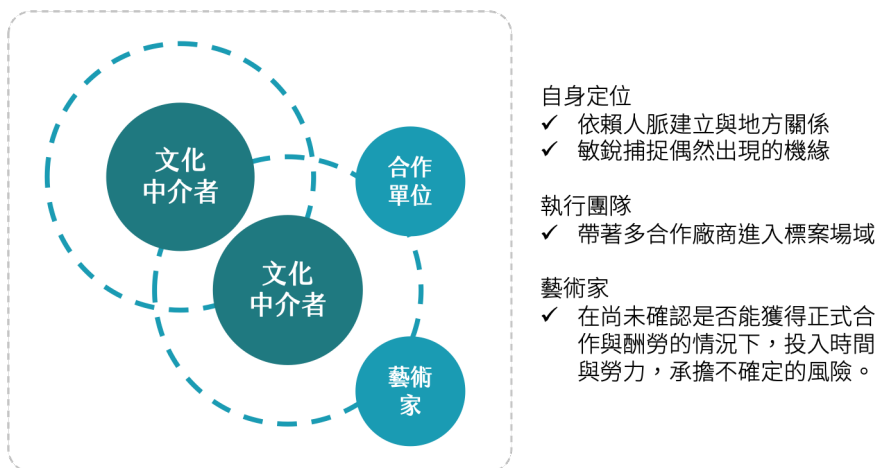 文化
中介者
合作
單位
文化
中介者
藝術
家
自身定位
✓ 依賴人脈建立與地方關係
✓ 敏銳捕捉偶然出現的機緣
執行團隊
✓ 帶著多合作廠商進入標案場域
藝術家
✓ 在尚未確認是否能獲得正式合
作與酬勞的情況下，投入時間
與勞力，承擔不確定的風險。